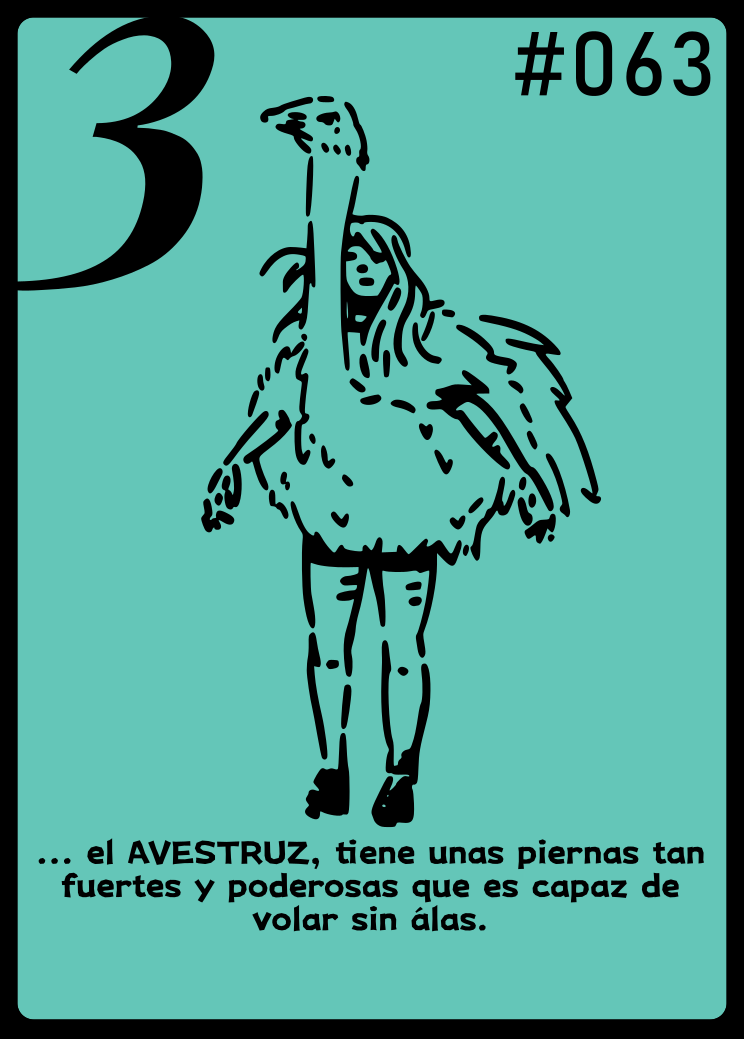 3
#063
... el AVESTRUZ, tiene unas piernas tan
fuertes y poderosas que es capaz de
volar sin álas.